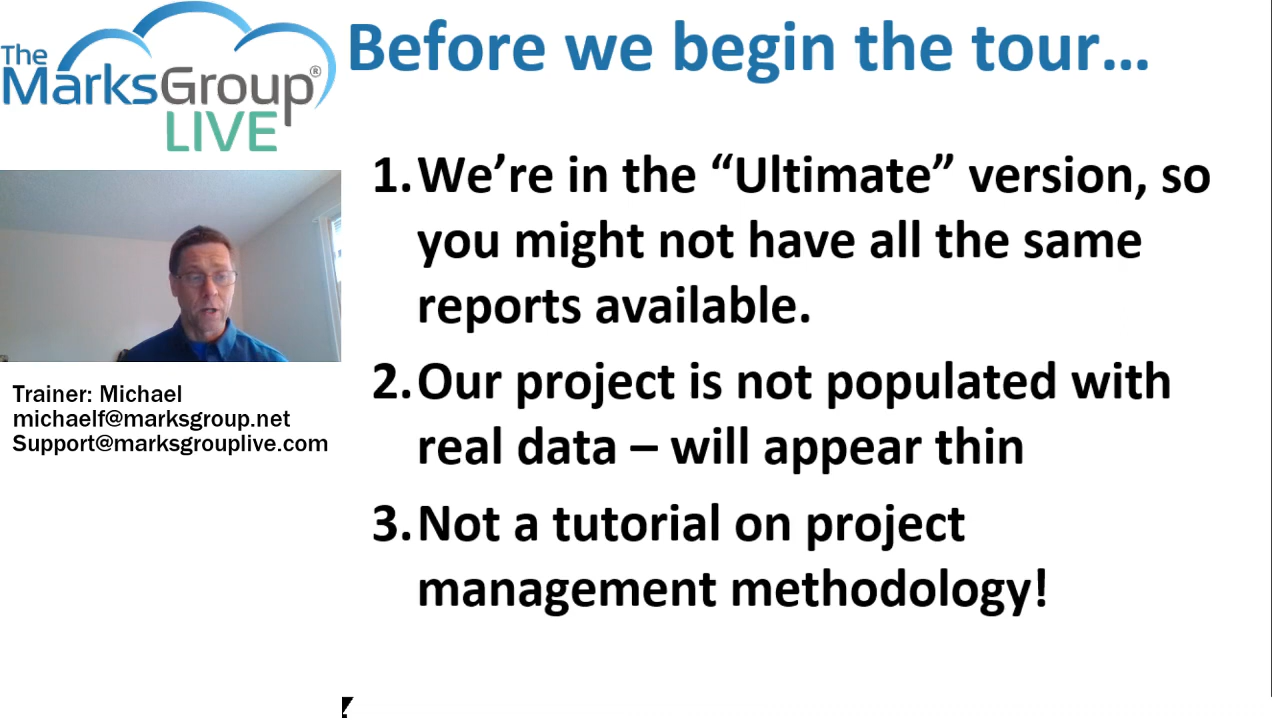 The
MarksGroup®
LIVE
Before we begin the tour...
1. We’re in the “Ultimate” version, so
you might not have all the same
reports available.
2. Our project is not populated with
real data – will appear thin
3. Not a tutorial on project
management methodology!
Trainer: Michael
michaelf@marksgroup.net
Support@marksgrouplive.com